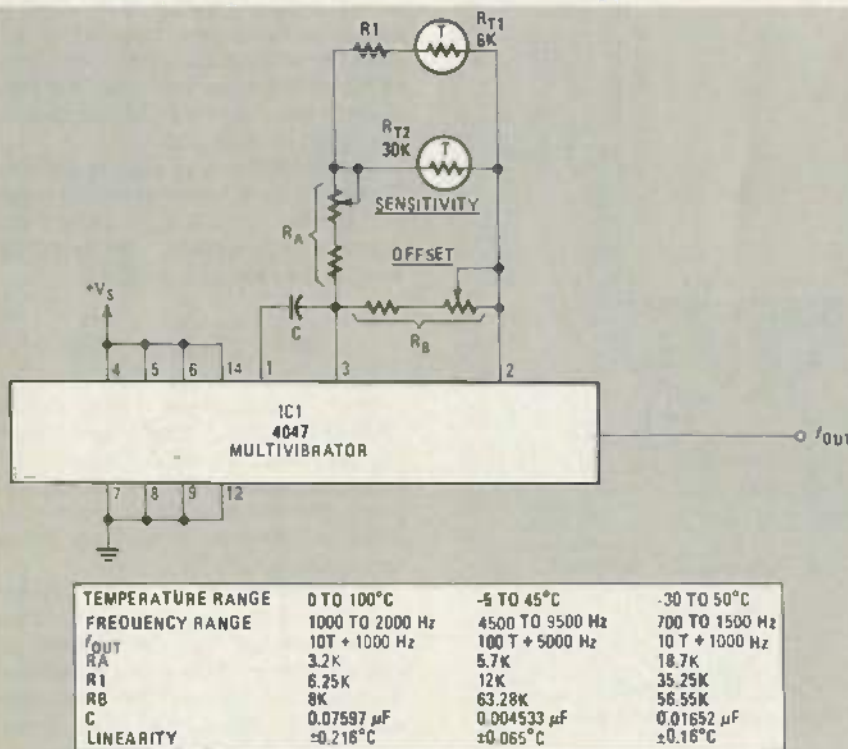 R1
T
RT1
6K
RT2
30K
T
SENSITIVITY
RA
OFFSET
+VS
C
RB
4 5 6 14 1 3 2
IC1
4047
MULTIVIBRATOR
fOUT
7 8 9 12
TEMPERATURE RANGE 0 TO 100°C -5 TO 45°C -30 TO 50°C
FREQUENCY RANGE 1000 TO 2000 Hz 4500 TO 9500 Hz 700 TO 1500 Hz
fOUT 10T + 1000 Hz 100 T + 5000 Hz 10 T + 1000 Hz
RA 3.2K 5.7K 18.7K
R1 6.25K 12K 35.25K
RB 8K 63.28K 56.55K
C 0.07597 µF 0.004533 µF 0.01652 µF
LINEARITY ±0.216°C ±0.065°C ±0.16°C